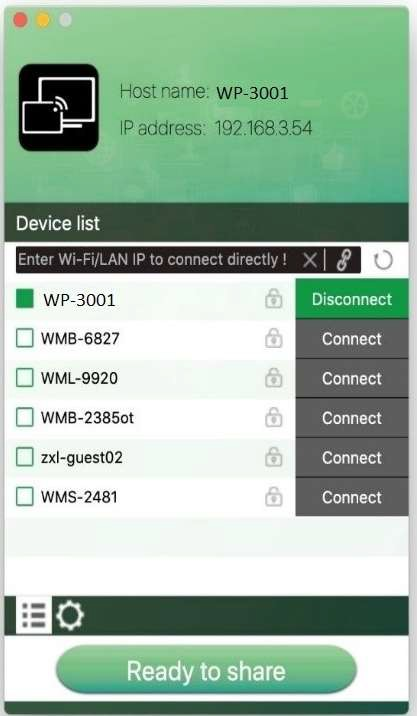 Host name: WP-3001
IP address: 192.168.3.54
Device list
Enter Wi-Fi/LAN IP to connect directly !
WP-3001 Disconnect
WMB-6827 Connect
WML-9920 Connect
WMB-2385ot Connect
zxl-guest02 Connect
WMS-2481 Connect
Ready to share